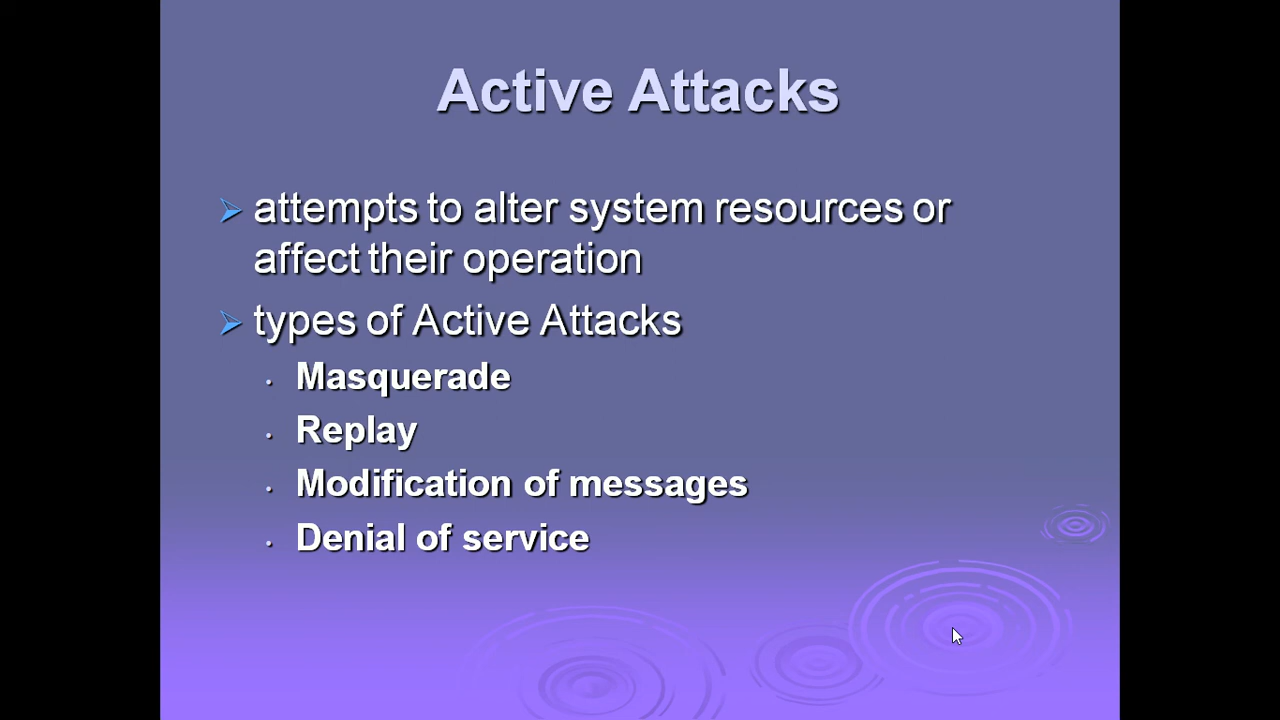 Active Attacks
attempts to alter system resources or
affect their operation
types of Active Attacks
Masquerade
Replay
Modification of messages
Denial of service